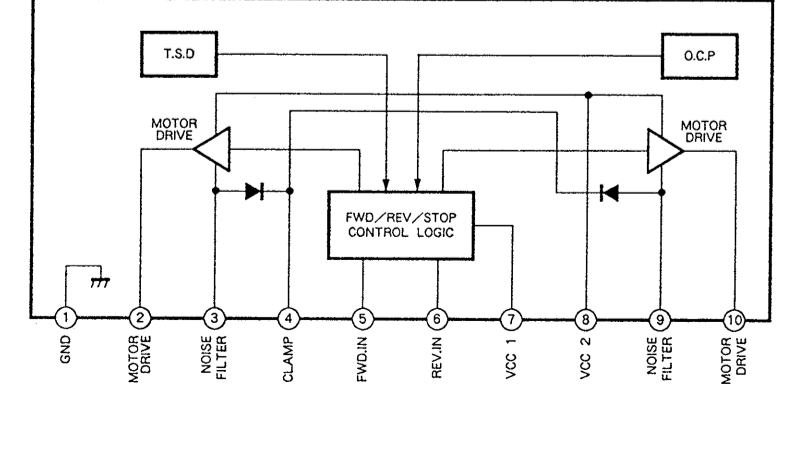 T.S.D
O.C.P
MOTOR
DRIVE
MOTOR
DRIVE
FWD/REV/STOP
CONTROL LOGIC
1
2
3
4
5
6
7
8
9
10
GND
MOTOR
DRIVE
NOISE
FILTER
CLAMP
FWD.IN
REV.IN
VCC 1
VCC 2
NOISE
FILTER
MOTOR
DRIVE